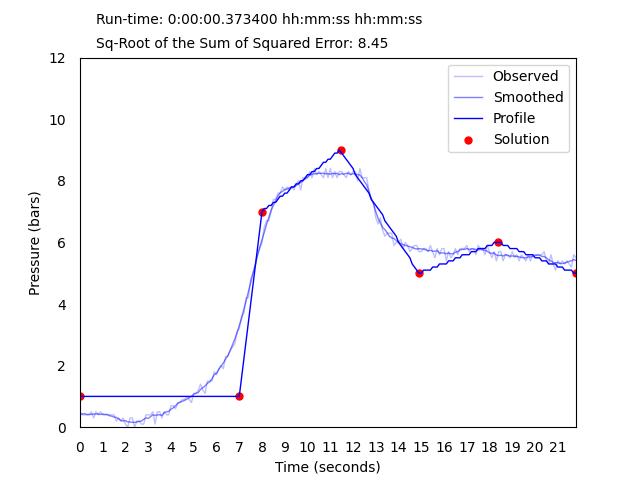 Run-time: 0:00:00.373400 hh:mm:ss hh:mm:ss
Sq-Root of the Sum of Squared Error: 8.45
12
10
8
6
4
2
0
Pressure (bars)
Observed
Smoothed
Profile
Solution
0 1 2 3 4 5 6 7 8 9 10 11 12 13 14 15 16 17 18 19 20 21
Time (seconds)